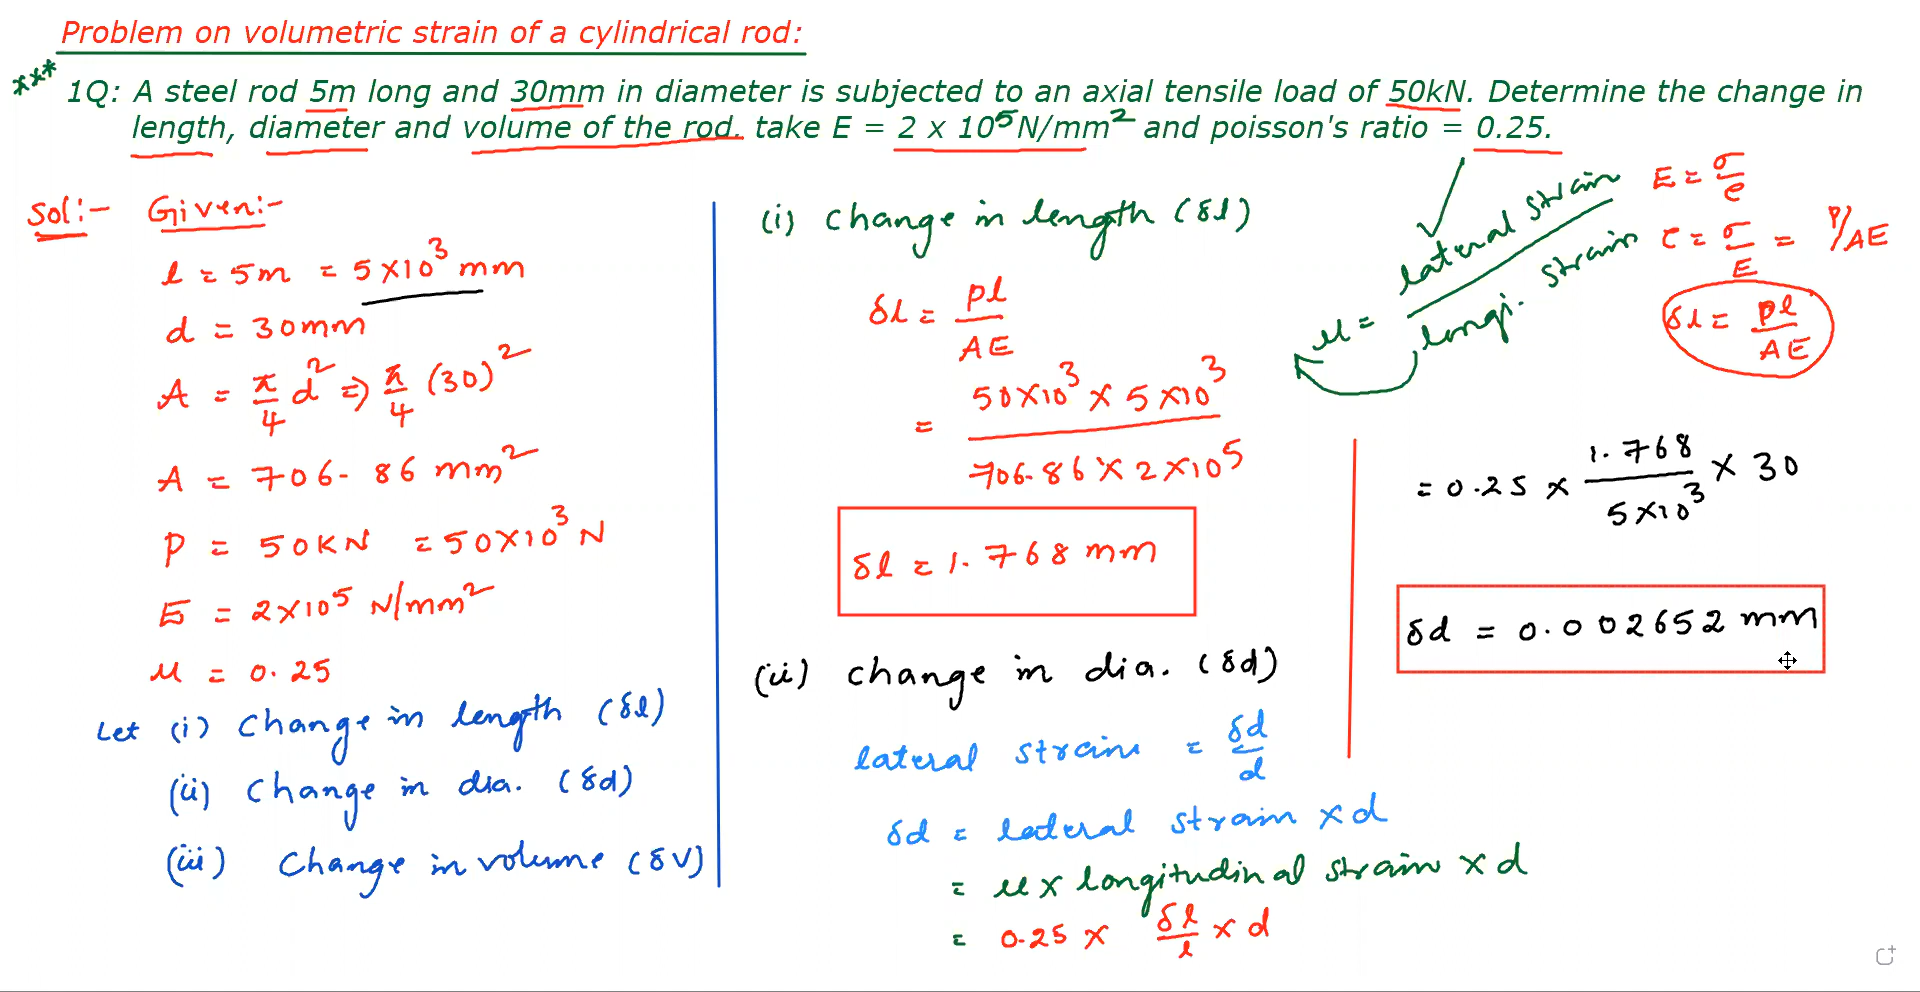 Problem on volumetric strain of a cylindrical rod:
***
1Q: A steel rod 5m long and 30mm in diameter is subjected to an axial tensile load of 50kN. Determine the change in
length, diameter and volume of the rod. take E = 2 x 10⁵N/mm² and poisson's ratio = 0.25.
Sol:- Given:-
l = 5m = 5×10³ mm
d = 30mm
A = π/4 d² ⇒ π/4 (30)²
A = 706.86 mm²
P = 50KN = 50×10³ N
E = 2×10⁵ N/mm²
μ = 0.25
Let (i) Change in length (δl)
(ii) Change in dia. (δd)
(iii) Change in volume (δV)
(i) Change in length (δl)
δl = Pl/AE
= 50×10³ × 5×10³ / 706.86 × 2×10⁵
δl = 1.768 mm
(ii) Change in dia. (δd)
lateral strain = δd/d
δd = lateral strain × d
= μ × longitudinal strain × d
= 0.25 × δl/l × d
μ = lateral strain / longi. strain
E = σ/e
e = σ/E = P/AE
δl = Pl/AE
= 0.25 × 1.768/5×10³ × 30
δd = 0.002652 mm